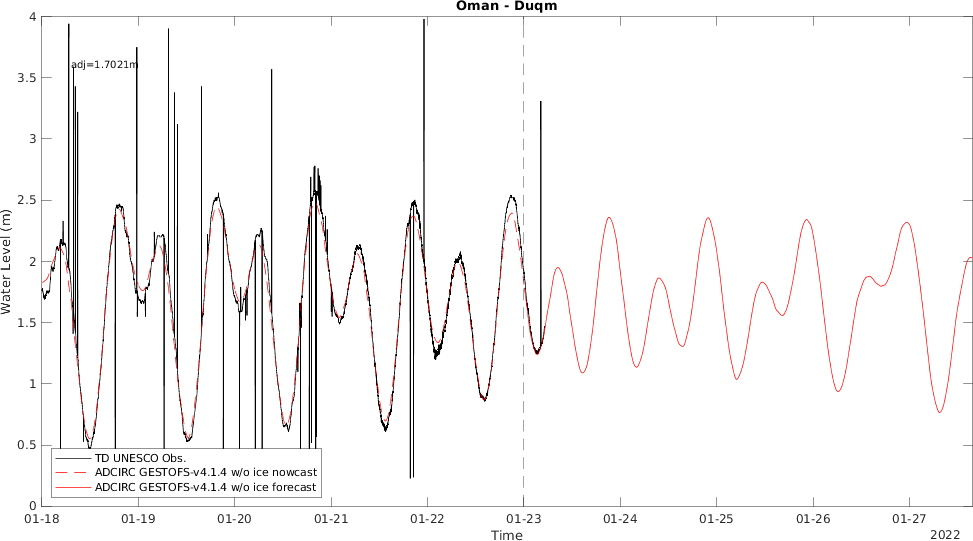 Oman - Duqm
4
3.5
3
2.5
2
1.5
1
0.5
0
Water Level (m)
adj=1.7021m
TD UNESCO Obs.
ADCIRC GESTOFS-v4.1.4 w/o ice nowcast
ADCIRC GESTOFS-v4.1.4 w/o ice forecast
01-18 01-19 01-20 01-21 01-22 01-23 01-24 01-25 01-26 01-27
Time
2022